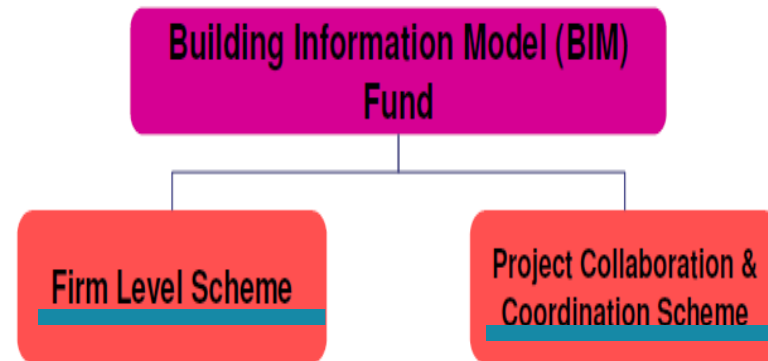 Building Information Model (BIM)
Fund
Firm Level Scheme
Project Collaboration &
Coordination Scheme